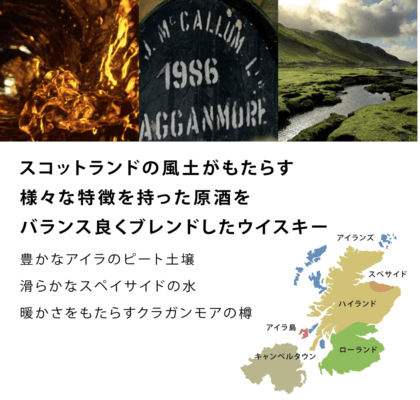 J. McCALLUM L
1986
AGGANMORE
スコットランドの風土がもたらす
様々な特徴を持った原酒を
バランス良くブレンドしたウイスキー
豊かなアイラのピート土壌
滑らかなスペイサイドの水
暖かさをもたらすクラガンモアの樽
アイランズ
スペサイド
ハイランド
アイラ島
キャンベルタウン
ローランド